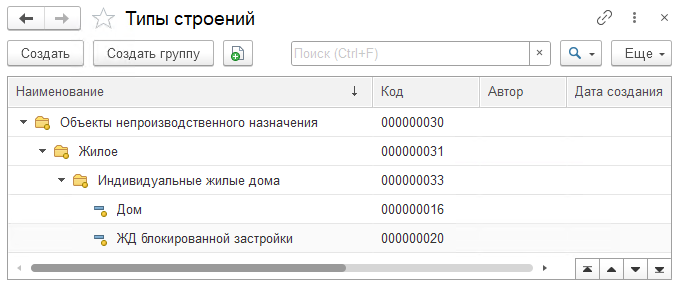 Типы строений
Создать Создать группу Поиск (Ctrl+F) × Еще
Наименование ↓ Код Автор Дата создания
Объекты непроизводственного назначения 000000030
Жилое 000000031
Индивидуальные жилые дома 000000033
Дом 000000016
ЖД блокированной застройки 000000020